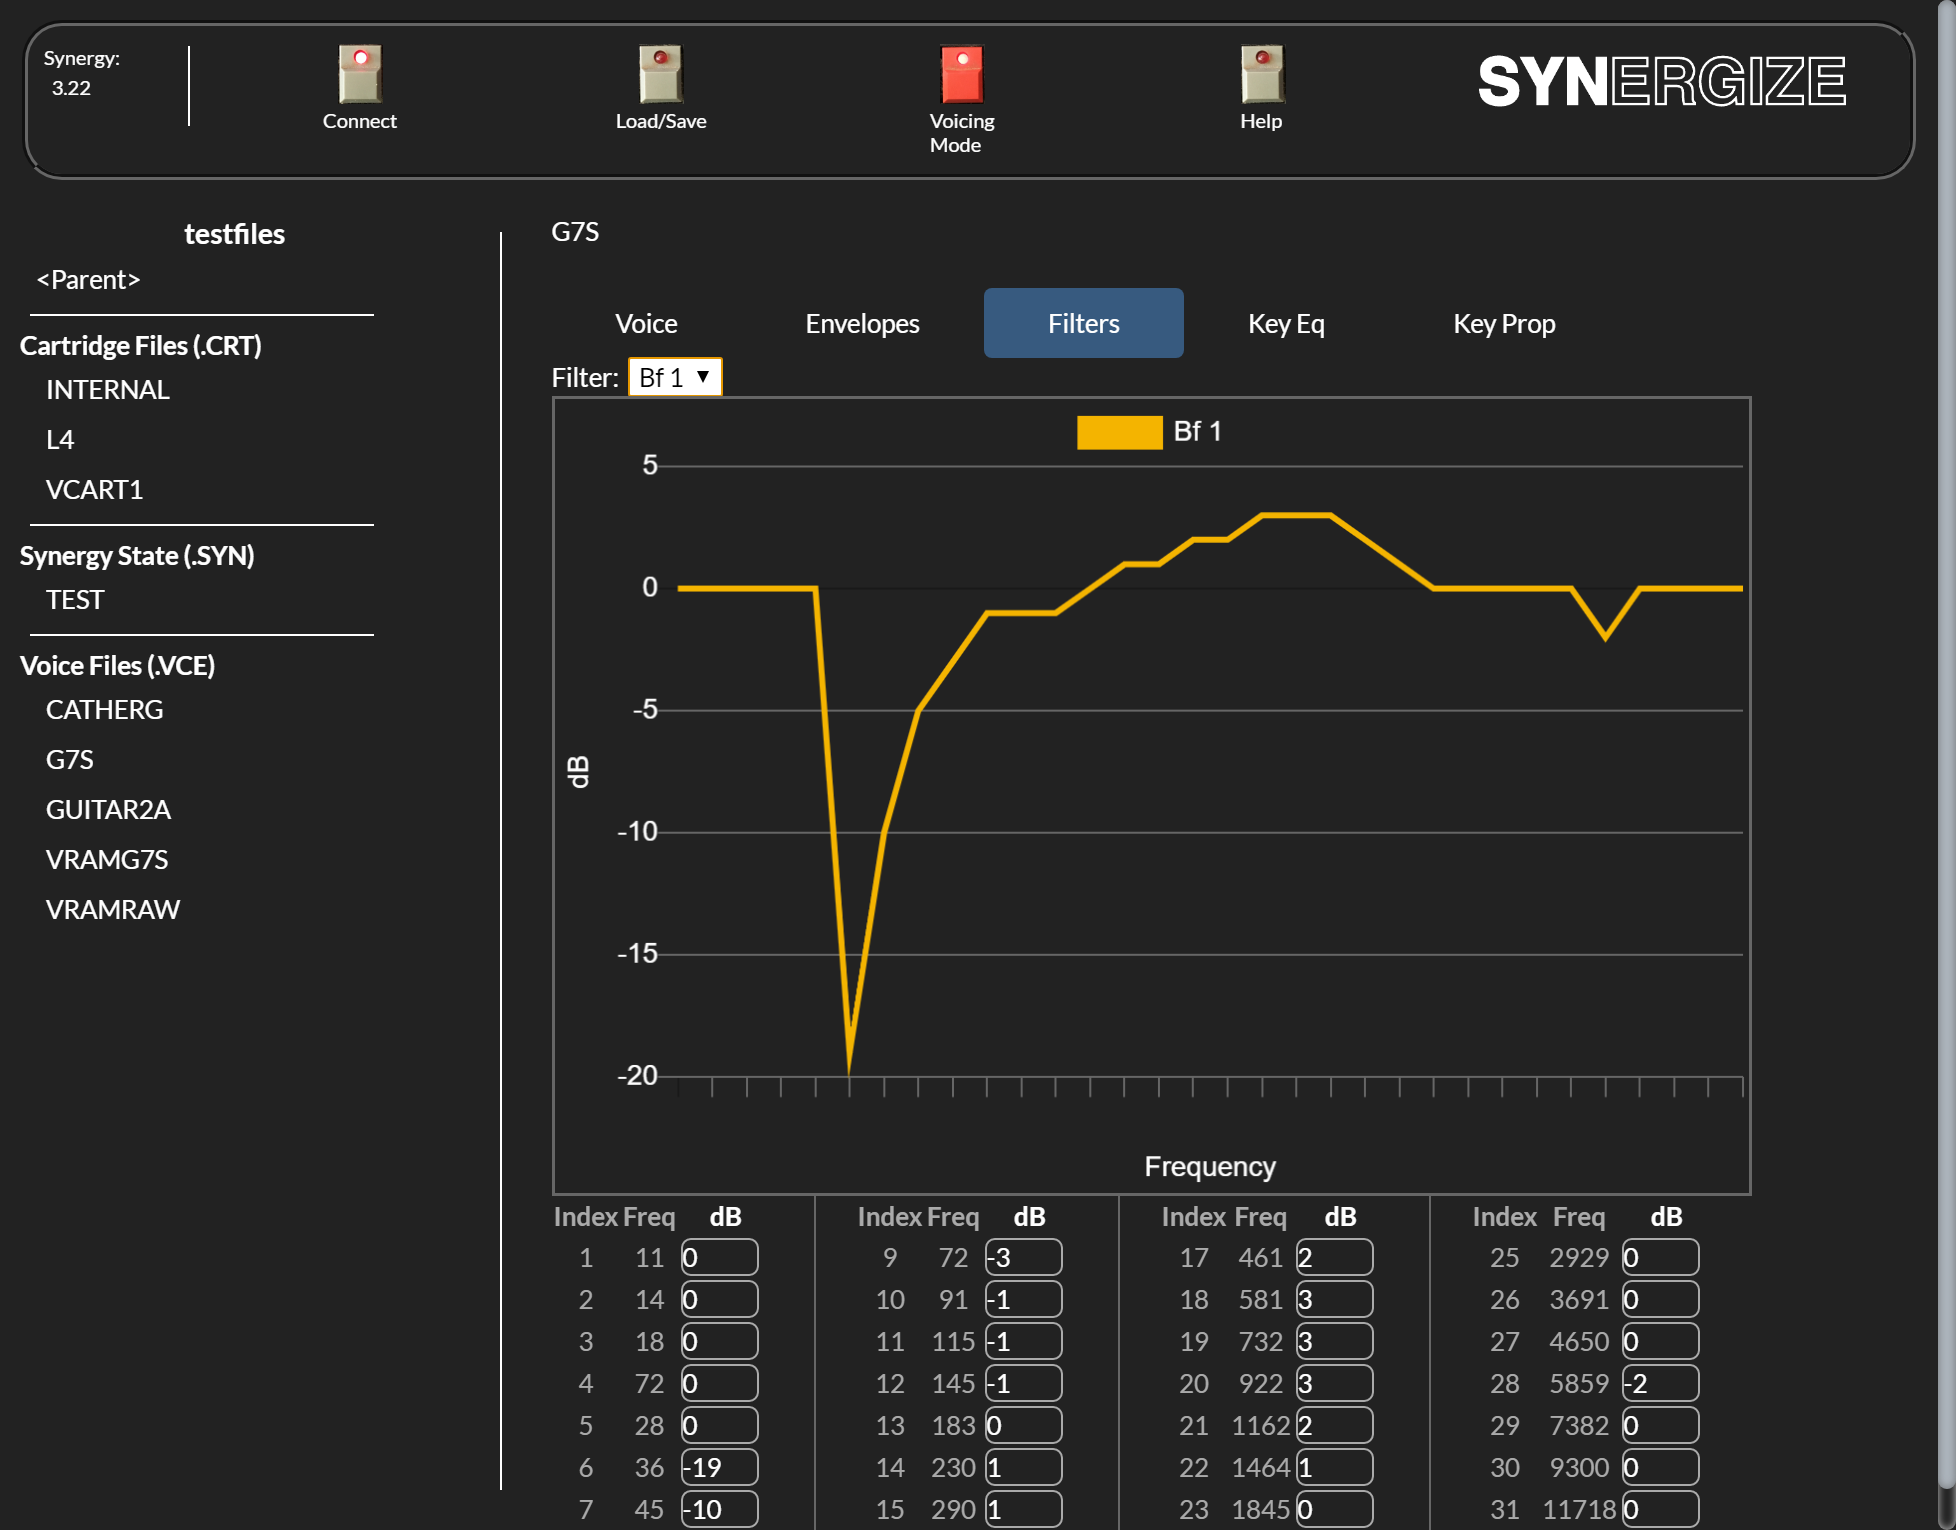 Synergy:
3.22
Connect
Load/Save
Voicing
Mode
Help
SYNERGIZE
testfiles
<Parent>
Cartridge Files (.CRT)
INTERNAL
L4
VCART1
Synergy State (.SYN)
TEST
Voice Files (.VCE)
CATHERG
G7S
GUITAR2A
VRAMG7S
VRAMRAW
G7S
Voice Envelopes Filters Key Eq Key Prop
Filter: Bf 1 ▼
Bf 1
5
0
-5
-10
-15
-20
dB
Frequency
Index Freq dB Index Freq dB Index Freq dB Index Freq dB
1 11 0 9 72 -3 17 461 2 25 2929 0
2 14 0 10 91 -1 18 581 3 26 3691 0
3 18 0 11 115 -1 19 732 3 27 4650 0
4 72 0 12 145 -1 20 922 3 28 5859 -2
5 28 0 13 183 0 21 1162 2 29 7382 0
6 36 -19 14 230 1 22 1464 1 30 9300 0
7 45 -10 15 290 1 23 1845 0 31 11718 0